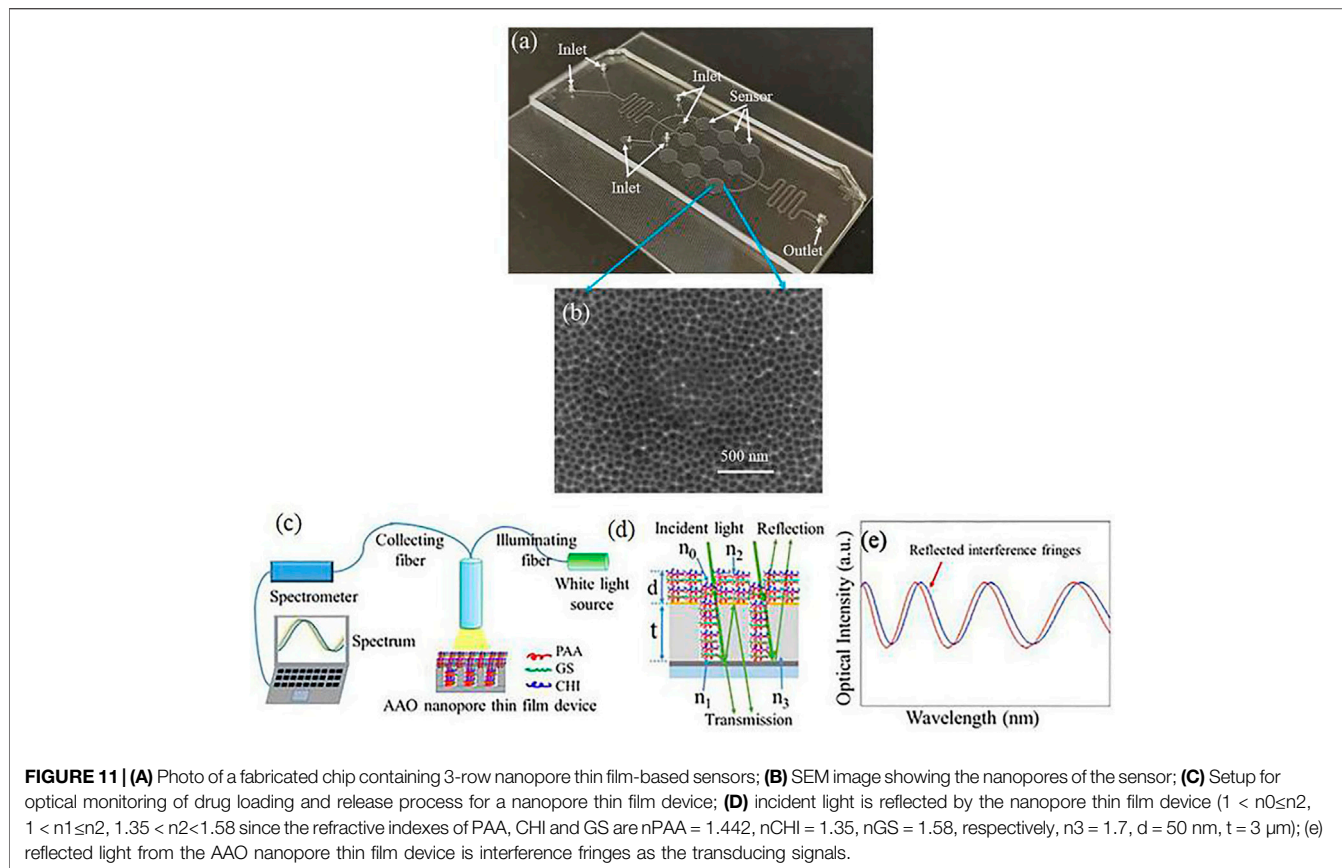 (a)
Inlet
Inlet
Sensor
Inlet
Outlet
(b)
500 nm
(c)
Collecting
fiber
Illuminating
fiber
Spectrometer
White light
source
Spectrum
PAA
GS
CHI
AAO nanopore thin film device
(d)
Incident light
Reflection
n0
n2
d
t
n1
n3
Transmission
(e)
Reflected interference fringes
Optical Intensity (a.u.)
Wavelength (nm)
FIGURE 11 | (A) Photo of a fabricated chip containing 3-row nanopore thin film-based sensors; (B) SEM image showing the nanopores of the sensor; (C) Setup for
optical monitoring of drug loading and release process for a nanopore thin film device; (D) incident light is reflected by the nanopore thin film device (1 < n0≤n2,
1 < n1≤n2, 1.35 < n2<1.58 since the refractive indexes of PAA, CHI and GS are nPAA = 1.442, nCHI = 1.35, nGS = 1.58, respectively, n3 = 1.7, d = 50 nm, t = 3 μm); (e)
reflected light from the AAO nanopore thin film device is interference fringes as the transducing signals.